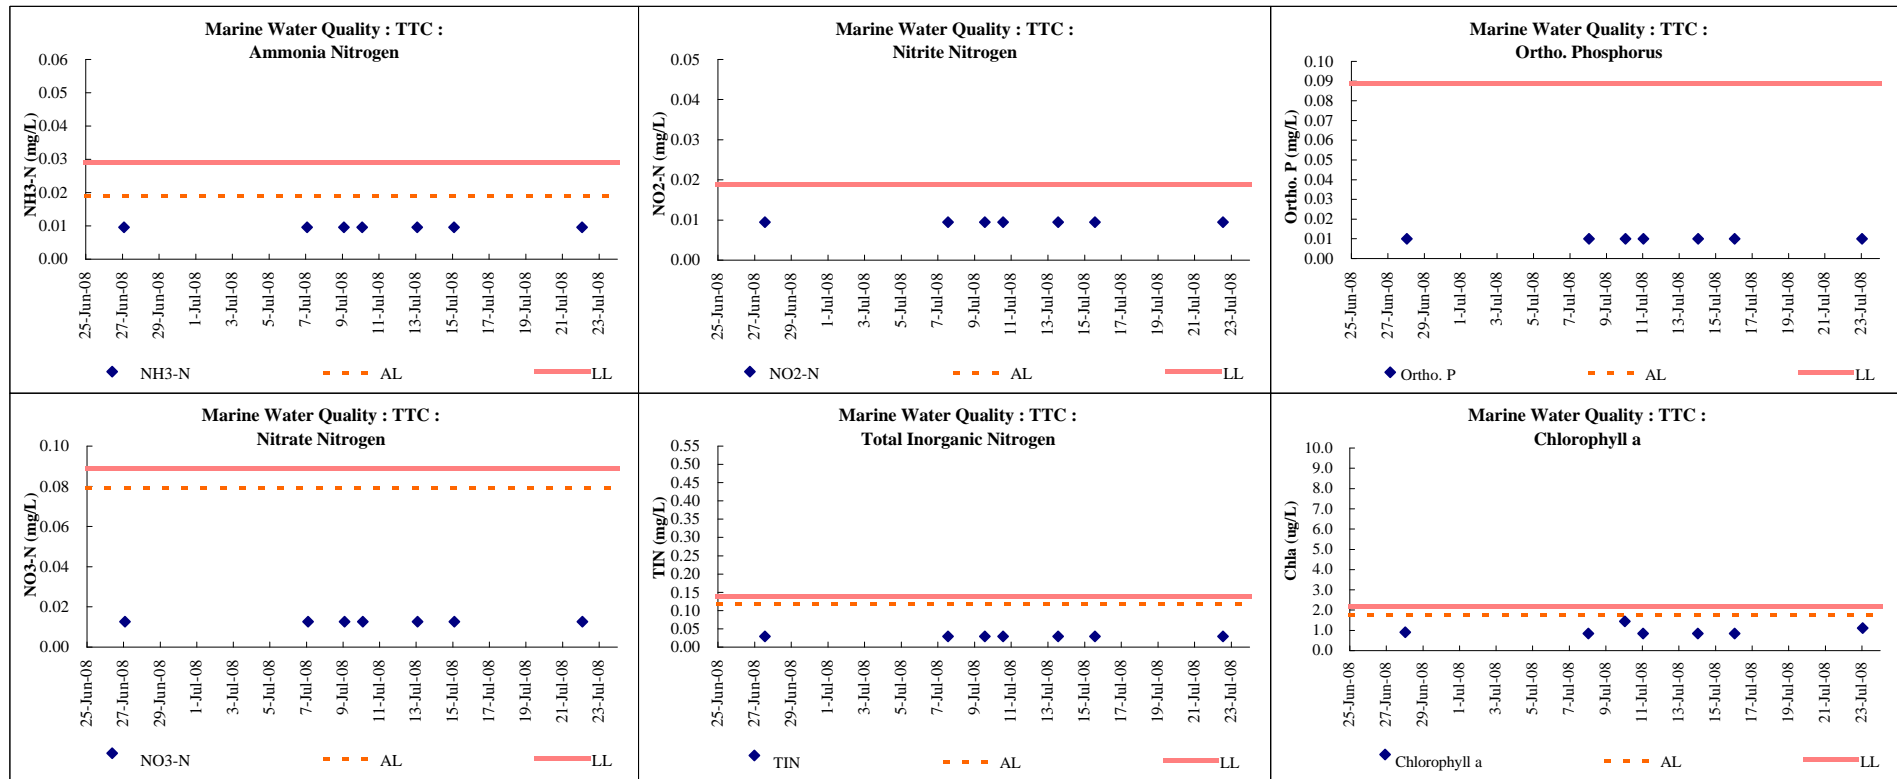 Marine Water Quality : TTC :
Ammonia Nitrogen
0.06
0.05
0.04
0.03
0.02
0.01
0.00
NH3-N (mg/L)
25-Jun-08
27-Jun-08
29-Jun-08
1-Jul-08
3-Jul-08
5-Jul-08
7-Jul-08
9-Jul-08
11-Jul-08
13-Jul-08
15-Jul-08
17-Jul-08
19-Jul-08
21-Jul-08
23-Jul-08
NH3-N
AL
LL
Marine Water Quality : TTC :
Nitrite Nitrogen
0.05
0.04
0.03
0.02
0.01
0.00
NO2-N (mg/L)
25-Jun-08
27-Jun-08
29-Jun-08
1-Jul-08
3-Jul-08
5-Jul-08
7-Jul-08
9-Jul-08
11-Jul-08
13-Jul-08
15-Jul-08
17-Jul-08
19-Jul-08
21-Jul-08
23-Jul-08
NO2-N
AL
LL
Marine Water Quality : TTC :
Ortho. Phosphorus
0.10
0.09
0.08
0.07
0.06
0.05
0.04
0.03
0.02
0.01
0.00
Ortho. P (mg/L)
25-Jun-08
27-Jun-08
29-Jun-08
1-Jul-08
3-Jul-08
5-Jul-08
7-Jul-08
9-Jul-08
11-Jul-08
13-Jul-08
15-Jul-08
17-Jul-08
19-Jul-08
21-Jul-08
23-Jul-08
Ortho. P
AL
LL
Marine Water Quality : TTC :
Nitrate Nitrogen
0.10
0.08
0.06
0.04
0.02
0.00
NO3-N (mg/L)
25-Jun-08
27-Jun-08
29-Jun-08
1-Jul-08
3-Jul-08
5-Jul-08
7-Jul-08
9-Jul-08
11-Jul-08
13-Jul-08
15-Jul-08
17-Jul-08
19-Jul-08
21-Jul-08
23-Jul-08
NO3-N
AL
LL
Marine Water Quality : TTC :
Total Inorganic Nitrogen
0.55
0.50
0.45
0.40
0.35
0.30
0.25
0.20
0.15
0.10
0.05
0.00
TIN (mg/L)
25-Jun-08
27-Jun-08
29-Jun-08
1-Jul-08
3-Jul-08
5-Jul-08
7-Jul-08
9-Jul-08
11-Jul-08
13-Jul-08
15-Jul-08
17-Jul-08
19-Jul-08
21-Jul-08
23-Jul-08
TIN
AL
LL
Marine Water Quality : TTC :
Chlorophyll a
10.0
9.0
8.0
7.0
6.0
5.0
4.0
3.0
2.0
1.0
0.0
Chla (ug/L)
25-Jun-08
27-Jun-08
29-Jun-08
1-Jul-08
3-Jul-08
5-Jul-08
7-Jul-08
9-Jul-08
11-Jul-08
13-Jul-08
15-Jul-08
17-Jul-08
19-Jul-08
21-Jul-08
23-Jul-08
Chlorophyll a
AL
LL